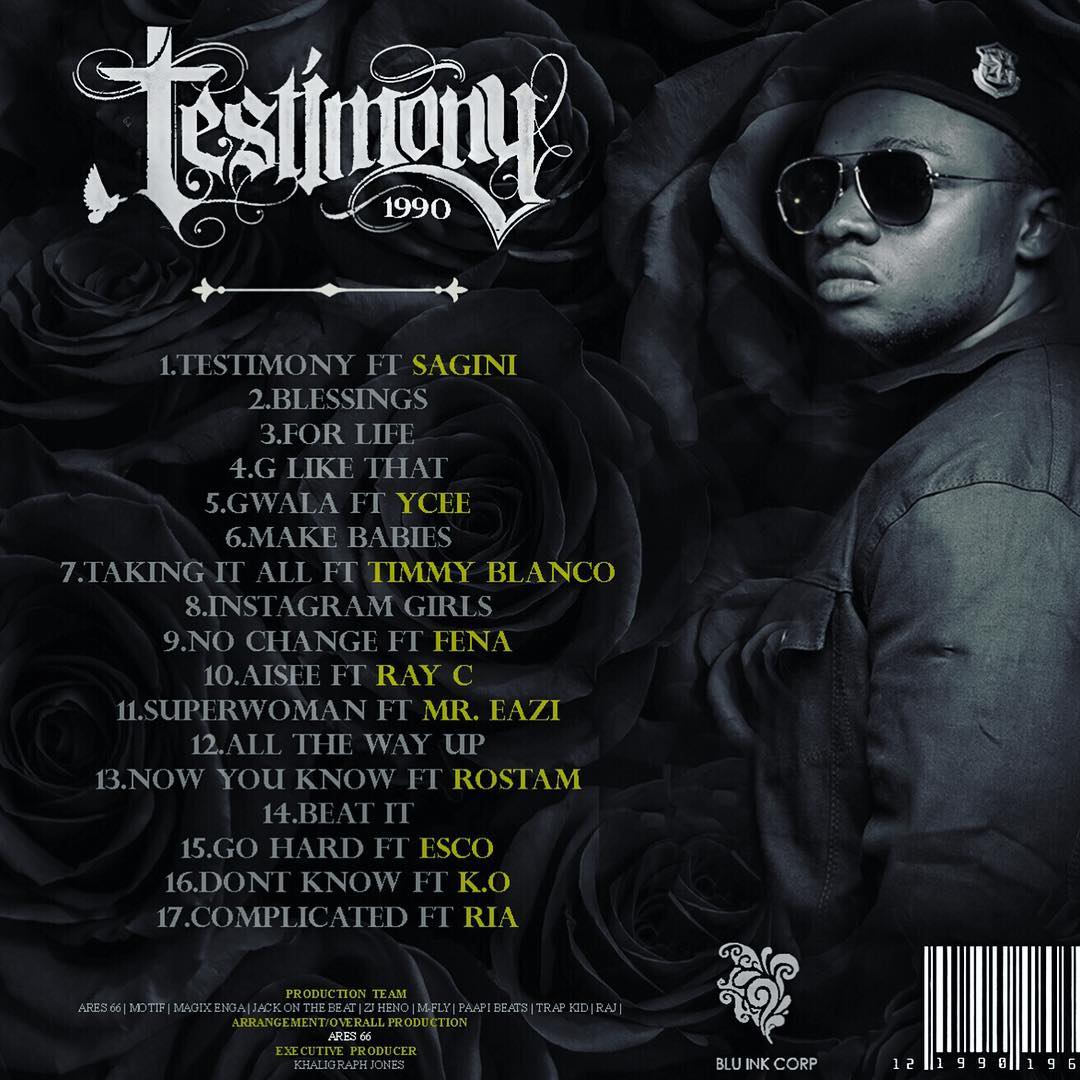 testimony
1990
1.TESTIMONY FT SAGINI
2.BLESSINGS
3.FOR LIFE
4.G LIKE THAT
5.GWALA FT YCEE
6.MAKE BABIES
7.TAKING IT ALL FT TIMMY BLANCO
8.INSTAGRAM GIRLS
9.NO CHANGE FT FENA
10.AISEE FT RAY C
11.SUPERWOMAN FT MR. EAZI
12.ALL THE WAY UP
13.NOW YOU KNOW FT ROSTAM
14.BEAT IT
15.GO HARD FT ESCO
16.DONT KNOW FT K.O
17.COMPLICATED FT RIA
PRODUCTION TEAM
ARES 66 | MOTIF | MAGIX ENGA | JACK ON THE BEAT | ZJ HENO | M-FLY | PAAPI BEATS | TRAP KID | RAJ |
ARRANGEMENT/OVERALL PRODUCTION
ARES 66
EXECUTIVE PRODUCER
KHALIGRAPH JONES
BLU INK CORP
12 1990 196